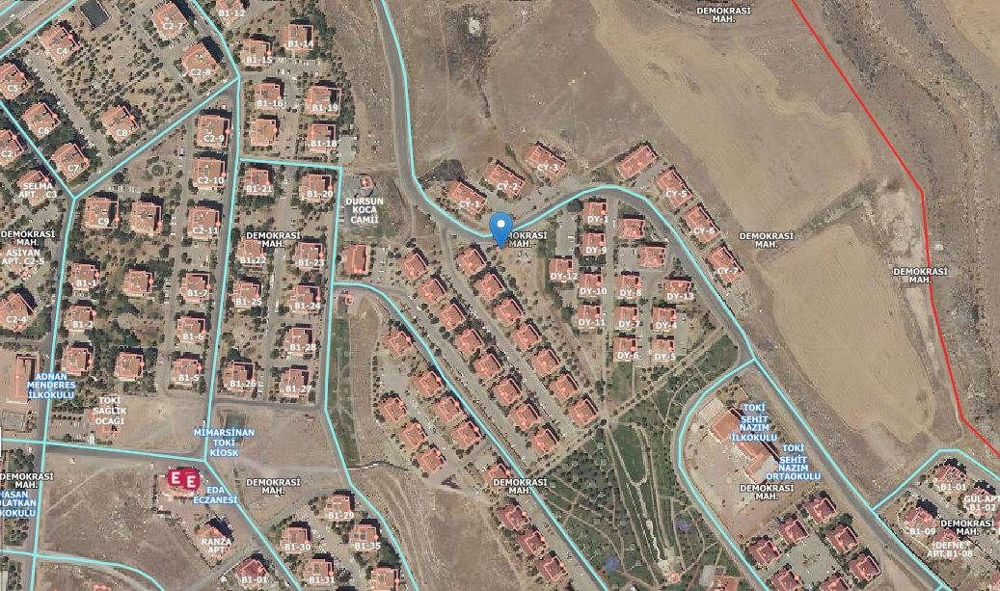 DEMOKRASİ
MAH.
B1-12
C2-7
B1-14
C4
B1-15
C2-8
C5
B1-16
B1-19
C6
C8
C2-9
B1-18
C2
C7
C2-10
CY-3
CY-2
SELMA
APT.
C3
B1-21
B1-20
CY-5
CY-1
DURSUN
KOCA
CAMİİ
C9
C2-11
DY-1
CY-6
DEMOKRASİ
MAH.
ASİYAN
APT. C2-5
DEMOKRASİ
MAH.
MOKRASİ
MAH.
DEMOKRASİ
MAH.
B1-22
B1-23
DY-9
CY-7
DEMOKRASİ
MAH.
B1-1
B1-7
B1-25
B1-24
DY-12
DY-10
DY-8
DY-13
C2-4
B1-2
B1-6
B1-28
DY-11
DY-7
DY-4
DY-6
DY-5
B1-5
B1-26
B1-27
ADNAN
MENDERES
İLKOKULU
TOKİ
SAĞLIK
OCAĞI
MİMARSİNAN
TOKİ
KİOSK
TOKİ
ŞEHİT
NAZIM
İLKOKULU
TOKİ
ŞEHİT
NAZIM
ORTAOKULU
DEMOKRASİ
MAH.
DEMOKRASİ
MAH.
HASAN
OLATKAN
KOKULU
E E
EDA
ECZANESİ
DEMOKRASİ
MAH.
DEMOKRASİ
MAH.
B1-01
GÜL APT
B1-02
B1-29
B1-09
DEMOKRASİ
MAH.
RANZA
APT
B1-30
B1-35
DEFNE
APT.B1-08
B1-01
B1-31